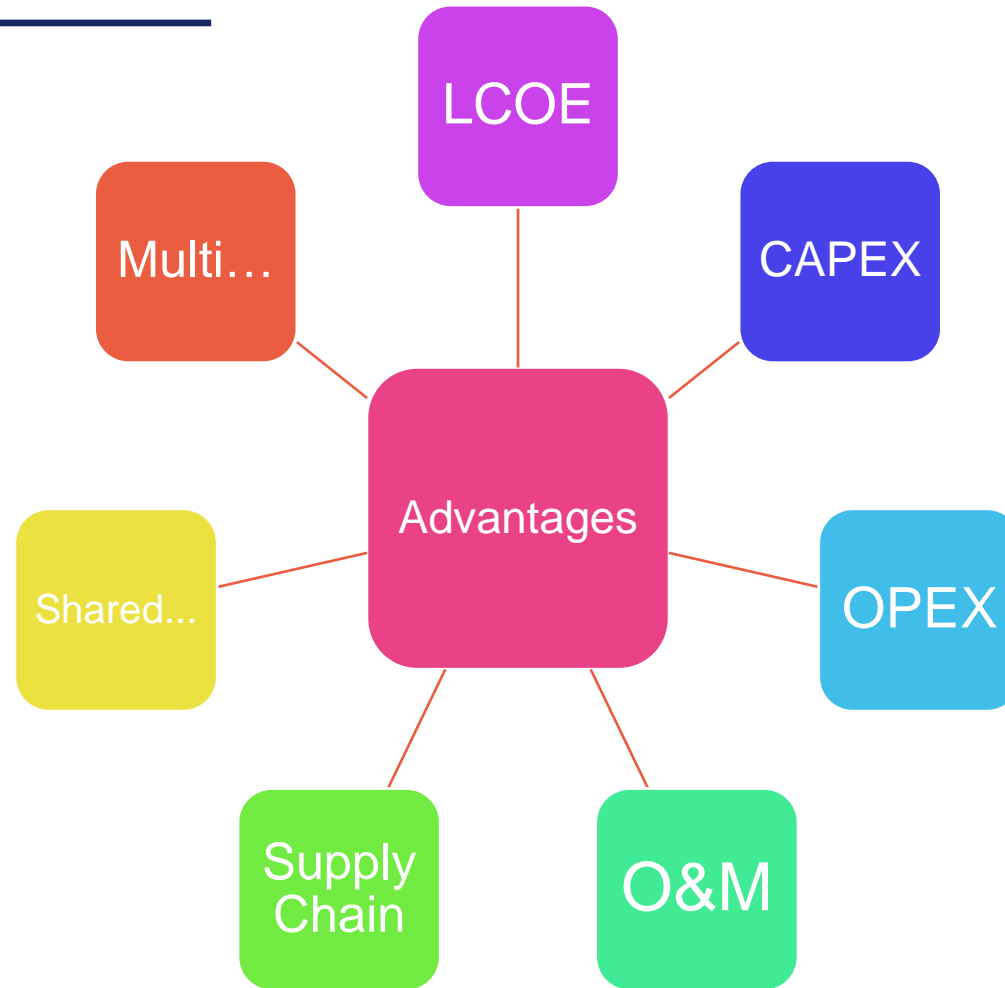 LCOE
Multi…
CAPEX
Advantages
Shared...
OPEX
Supply
Chain
O&M